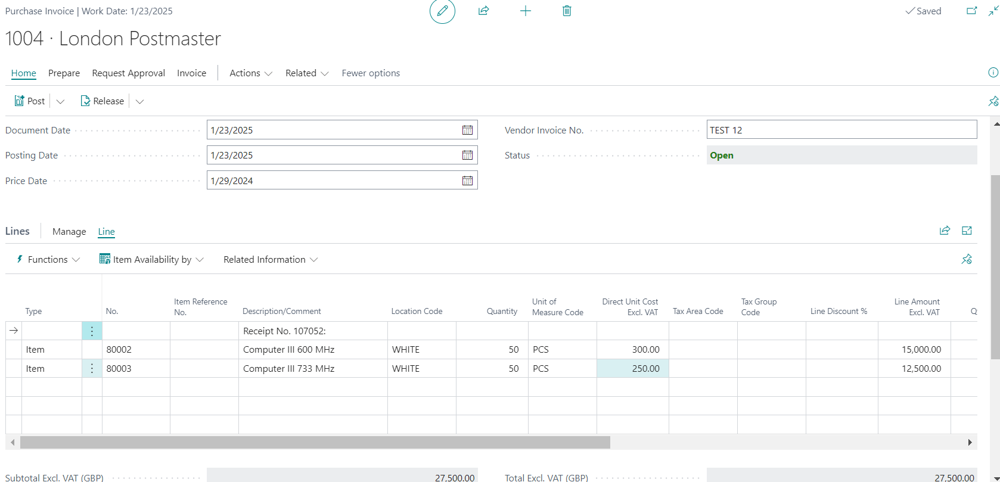 Purchase Invoice | Work Date: 1/23/2025
Saved
1004 · London Postmaster
Home Prepare Request Approval Invoice Actions Related Fewer options
Post Release
Document Date 1/23/2025 Vendor Invoice No. TEST 12
Posting Date 1/23/2025 Status Open
Price Date 1/29/2024
Lines Manage Line
Functions Item Availability by Related Information
Type No. Item Reference No. Description/Comment Location Code Quantity Unit of Measure Code Direct Unit Cost Excl. VAT Tax Area Code Tax Group Code Line Discount % Line Amount Excl. VAT
Receipt No. 107052:
Item 80002 Computer III 600 MHz WHITE 50 PCS 300.00 15,000.00
Item 80003 Computer III 733 MHz WHITE 50 PCS 250.00 12,500.00
Subtotal Excl. VAT (GBP) 27,500.00 Total Excl. VAT (GBP) 27,500.00